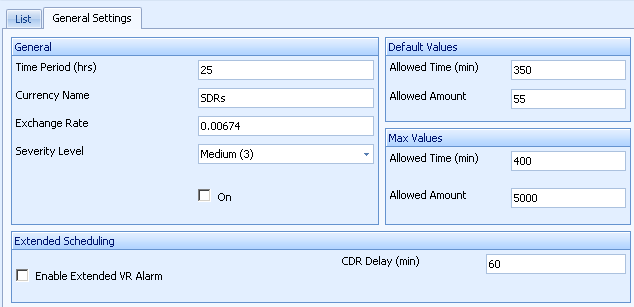 List
General Settings
General
Time Period (hrs)
25
Currency Name
SDRs
Exchange Rate
0.00674
Severity Level
Medium (3)
On
Default Values
Allowed Time (min)
350
Allowed Amount
55
Max Values
Allowed Time (min)
400
Allowed Amount
5000
Extended Scheduling
Enable Extended VR Alarm
CDR Delay (min)
60